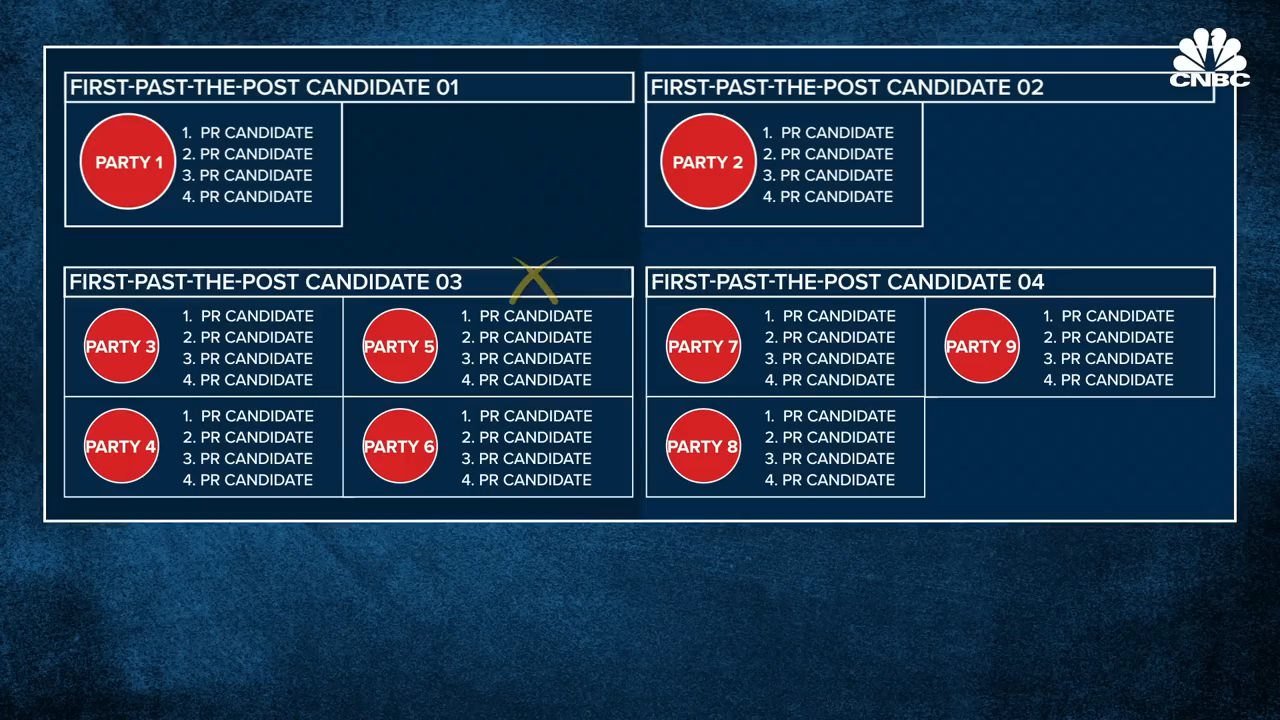 CNBC
FIRST-PAST-THE-POST CANDIDATE 01
PARTY 1
1. PR CANDIDATE
2. PR CANDIDATE
3. PR CANDIDATE
4. PR CANDIDATE
FIRST-PAST-THE-POST CANDIDATE 02
PARTY 2
1. PR CANDIDATE
2. PR CANDIDATE
3. PR CANDIDATE
4. PR CANDIDATE
FIRST-PAST-THE-POST CANDIDATE 03
PARTY 3
1. PR CANDIDATE
2. PR CANDIDATE
3. PR CANDIDATE
4. PR CANDIDATE
PARTY 5
1. PR CANDIDATE
2. PR CANDIDATE
3. PR CANDIDATE
4. PR CANDIDATE
PARTY 4
1. PR CANDIDATE
2. PR CANDIDATE
3. PR CANDIDATE
4. PR CANDIDATE
PARTY 6
1. PR CANDIDATE
2. PR CANDIDATE
3. PR CANDIDATE
4. PR CANDIDATE
FIRST-PAST-THE-POST CANDIDATE 04
PARTY 7
1. PR CANDIDATE
2. PR CANDIDATE
3. PR CANDIDATE
4. PR CANDIDATE
PARTY 9
1. PR CANDIDATE
2. PR CANDIDATE
3. PR CANDIDATE
4. PR CANDIDATE
PARTY 8
1. PR CANDIDATE
2. PR CANDIDATE
3. PR CANDIDATE
4. PR CANDIDATE